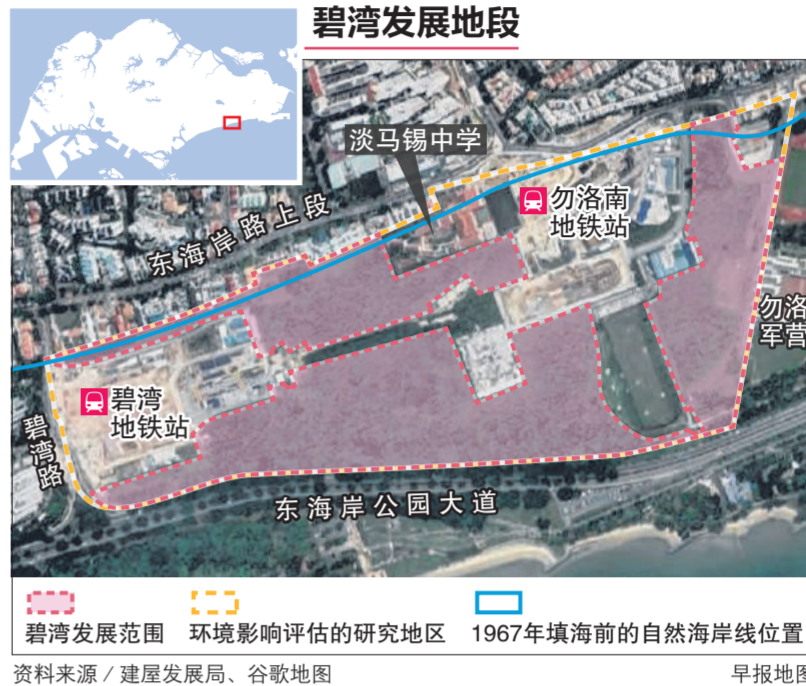 碧湾发展地段
淡马锡中学
勿洛南
地铁站
东海岸路上段
勿洛
军营
碧湾
地铁站
碧湾路
东海岸公园大道
碧湾发展范围
环境影响评估的研究地区
1967年填海前的自然海岸线位置
资料来源 / 建屋发展局、谷歌地图
早报地图